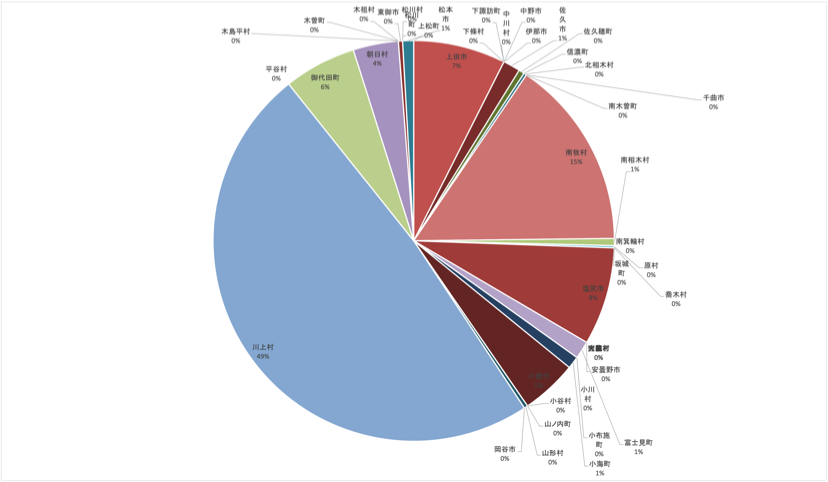 木祖村
0%
東御市
0%
松川村
0%
松川
町
0%
松本
市
1%
上松町
0%
下諏訪町
0%
下條村
0%
中
川
村
0%
中野市
0%
伊那市
0%
佐
久
市
1%
佐久穂町
0%
信濃町
0%
北相木村
0%
千曲市
0%
南木曽町
0%
木曽町
0%
木島平村
0%
朝日村
4%
上田市
7%
平谷村
0%
御代田町
6%
南牧村
15%
南相木村
1%
南箕輪村
0%
原村
0%
坂城
町
0%
喬木村
0%
塩尻市
8%
0%
安曇野市
0%
富士見町
1%
小川
村
0%
小布施
町
0%
小海町
1%
小谷村
0%
山ノ内町
0%
山形村
0%
岡谷市
0%
川上村
49%